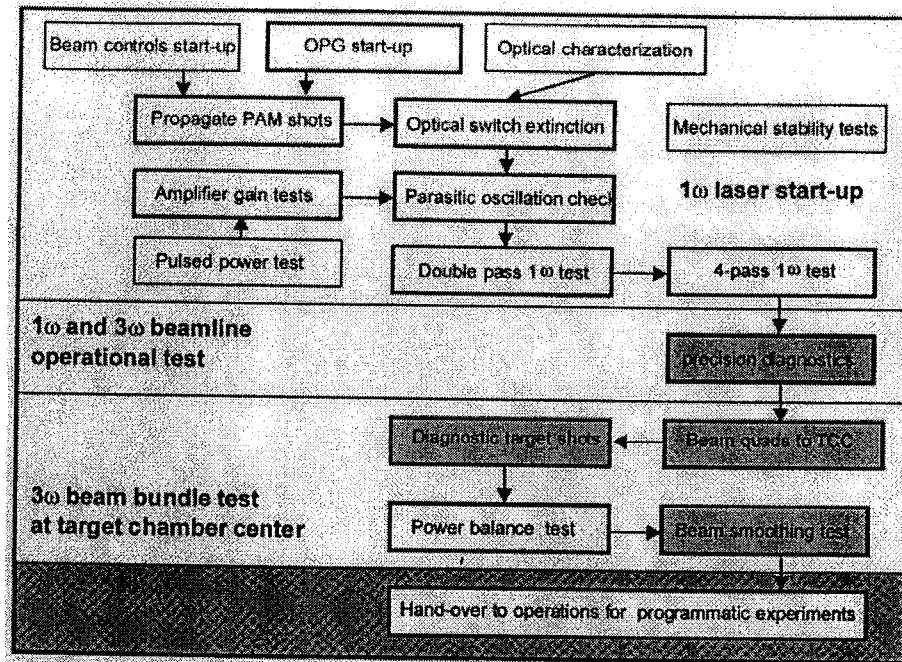 Beam controls start-up
OPG start-up
Optical characterization
Propagate PAM shots
Optical switch extinction
Mechanical stability tests
Amplifier gain tests
Parasitic oscillation check
1ω laser start-up
Pulsed power test
Double pass 1ω test
4-pass 1ω test
1ω and 3ω beamline
operational test
precision diagnostics
Diagnostic target shots
Beam quads to TCC
3ω beam bundle test
at target chamber center
Power balance test
Beam smoothing test
Hand-over to operations for programmatic experiments